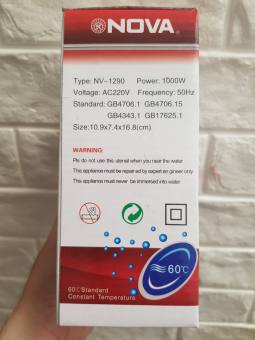 NOVA
Type: NV-1290 Power: 1000W
Voltage: AC220V Frequency: 50Hz
Standard: GB4706.1 GB4706.15
GB4343.1 GB17625.1
Size:10.9x7.4x16.8(cm)
WARNING:
Pls do not use this utensil when you near the water
This appliance must be repaired by expert en gineer only
This appliance must never be immersed into water
60℃
60℃Standard
Constant Temperature